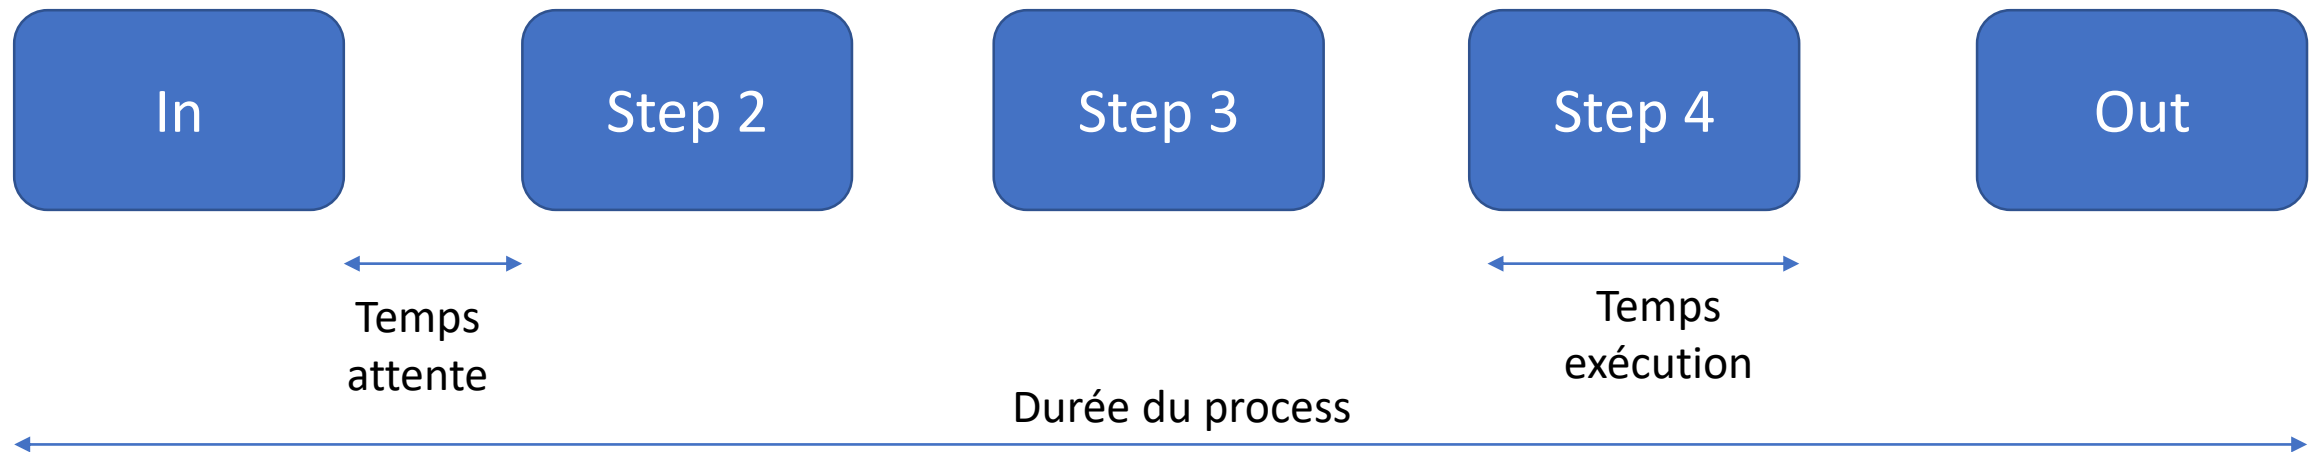 In
Step 2
Step 3
Step 4
Out
Temps
attente
Temps
exécution
Durée du process